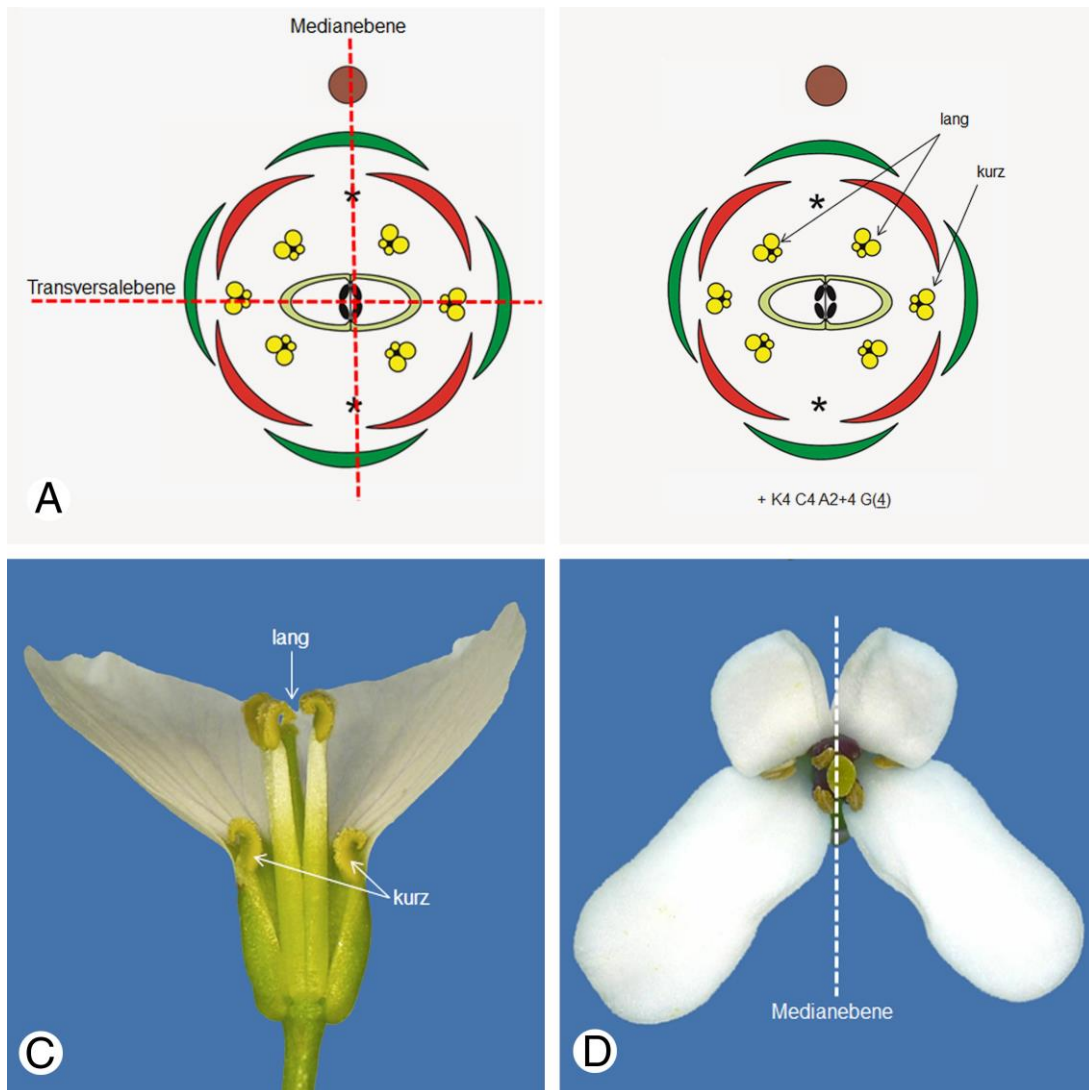 Medianebene
Transversalebene
A
lang
kurz
*
*
*
*
+ K4 C4 A2+4 G(4)
lang
kurz
C
Medianebene
D